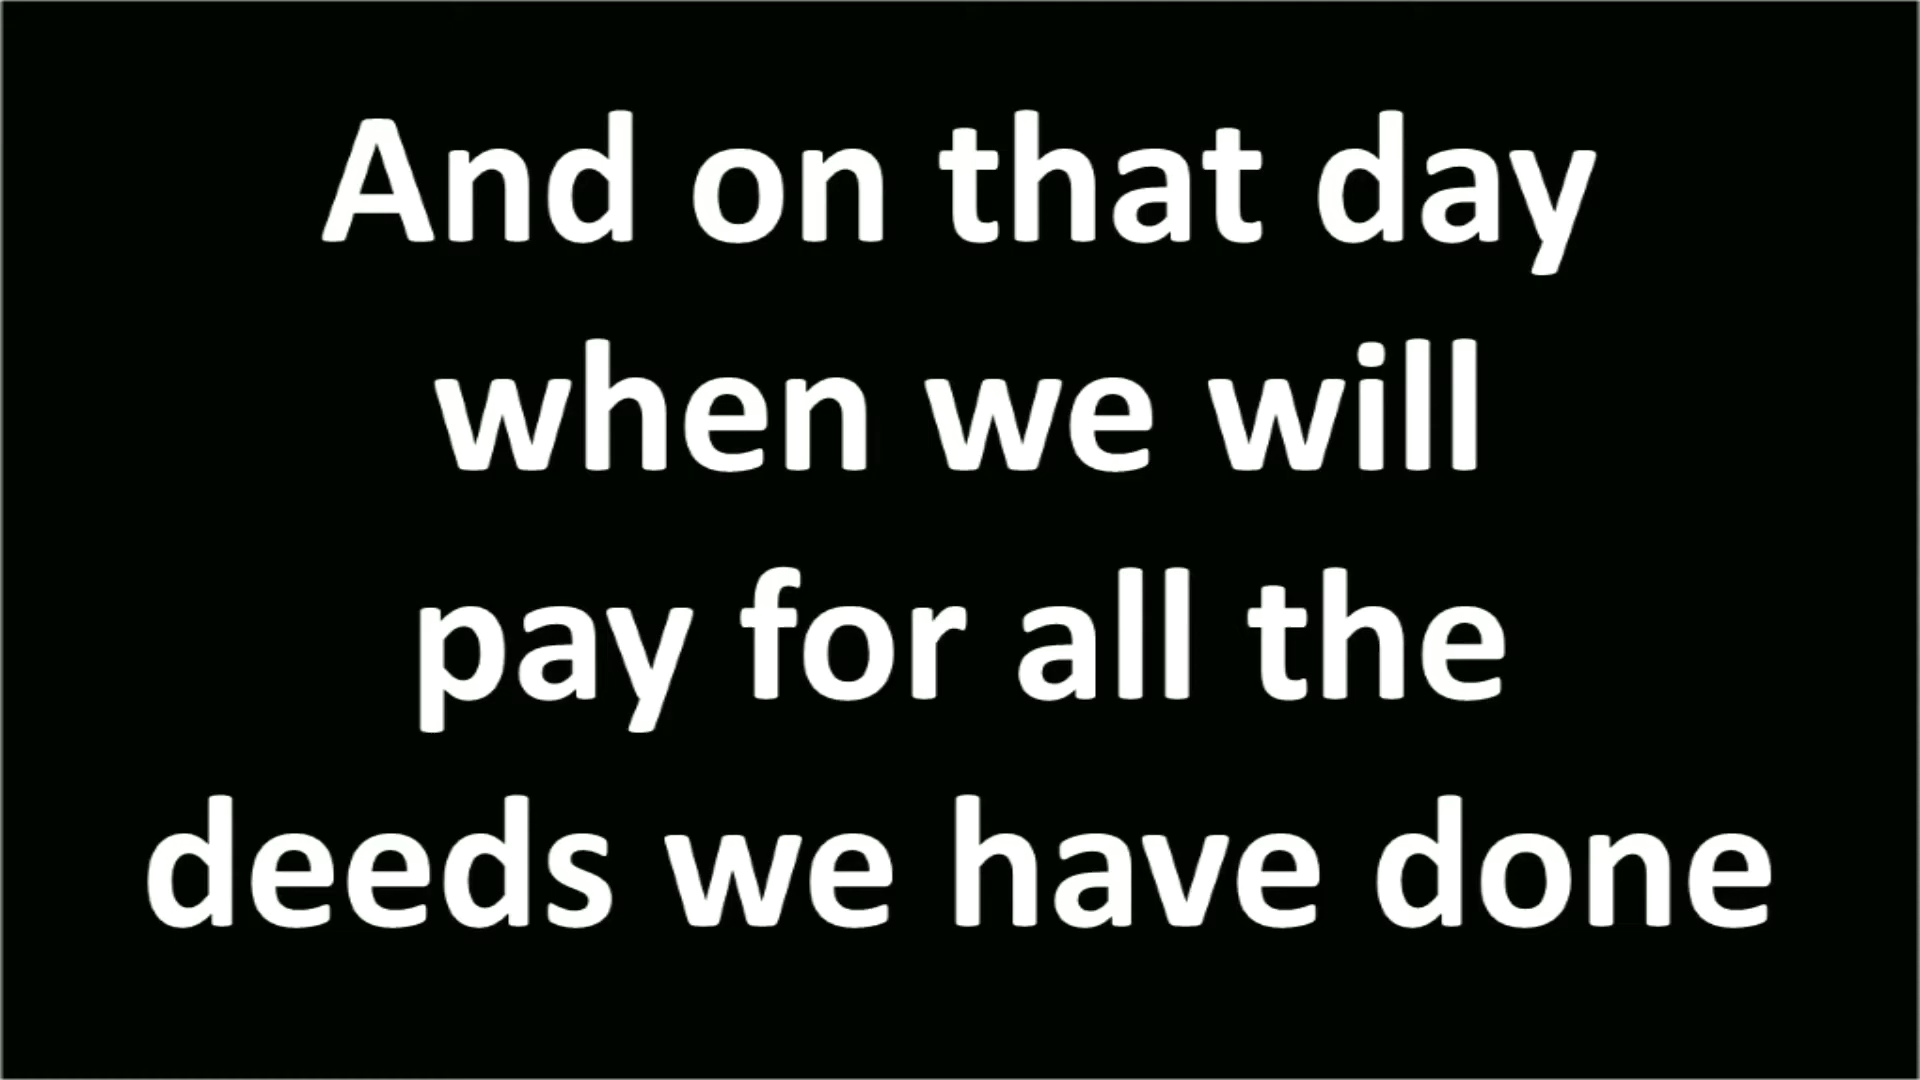 And on that day
when we will
pay for all the
deeds we have done